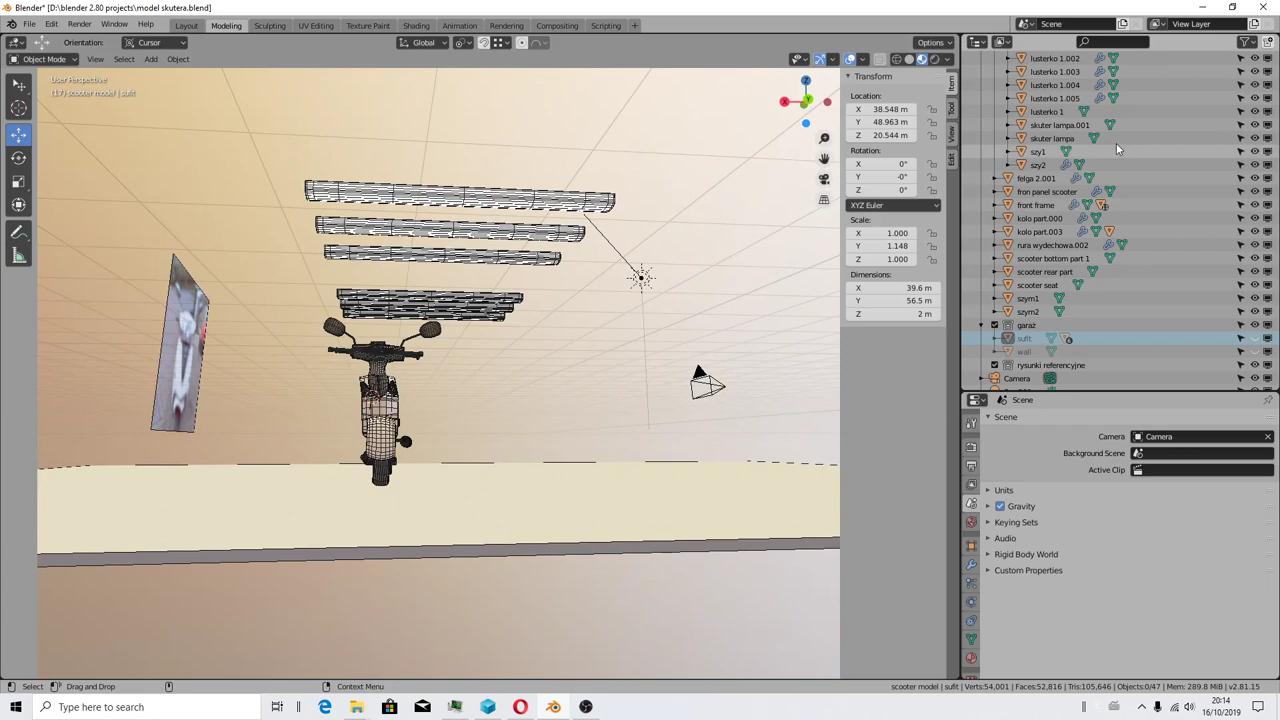 Blender* [D:\blender 2.80 projects\model skutera.blend]
File Edit Render Window Help Layout Modeling Sculpting UV Editing Texture Paint Shading Animation Rendering Compositing Scripting + Scene View Layer
Orientation: Cursor Global Options
Object Mode View Select Add Object
User Perspective
(17) scooter model | sufit
Z
X
Y
Transform
Location:
X 38.548 m
Y 48.963 m
Z 20.544 m
Rotation:
X 0°
Y -0°
Z 0°
XYZ Euler
Scale:
X 1.000
Y 1.148
Z 1.000
Dimensions:
X 39.6 m
Y 56.5 m
Z 2 m
Item
Tool
View
Edit
lusterko 1.002
lusterko 1.003
lusterko 1.004
lusterko 1.005
lusterko 1
skuter lampa.001
skuter lampa
szy1
szy2
felga 2.001
fron panel scooter
front frame
kolo part.000
kolo part.003
rura wydechowa.002
scooter bottom part 1
scooter rear part
scooter seat
szym1
szym2
garaż
sufit
wall
rysunki referencyjne
Camera
Scene
Scene
Camera Camera
Background Scene
Active Clip
Units
Gravity
Keying Sets
Audio
Rigid Body World
Custom Properties
Select Drag and Drop Context Menu scooter model | sufit | Verts:54,001 | Faces:52,816 | Tris:105,646 | Objects:0/47 | Mem: 289.8 MiB | v2.81.15
Type here to search
20:14
16/10/2019